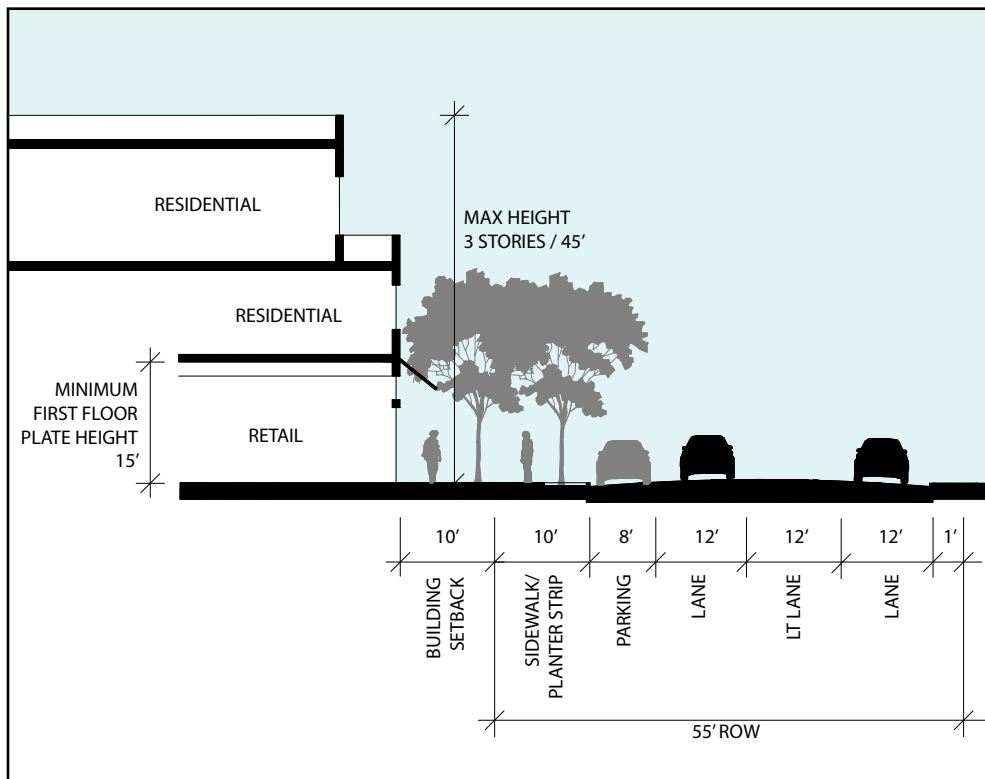 RESIDENTIAL
MAX HEIGHT
3 STORIES / 45’
RESIDENTIAL
MINIMUM
FIRST FLOOR
PLATE HEIGHT
15’
RETAIL
10’
10’
8’
12’
12’
12’
1’
BUILDING
SETBACK
SIDEWALK/
PLANTER STRIP
PARKING
LANE
LT LANE
LANE
55’ ROW